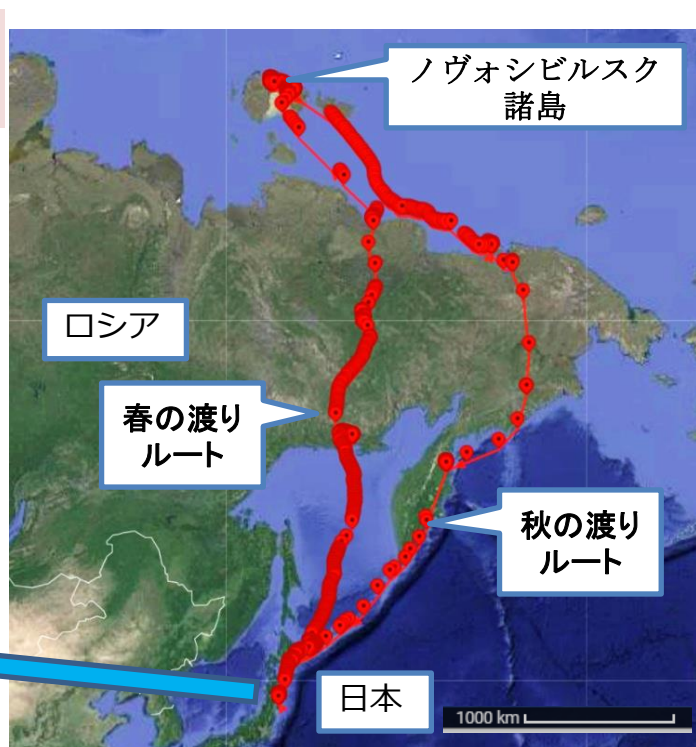 ノヴォシビルスク
諸島
ロシア
春の渡り
ルート
秋の渡り
ルート
日本
1000 km